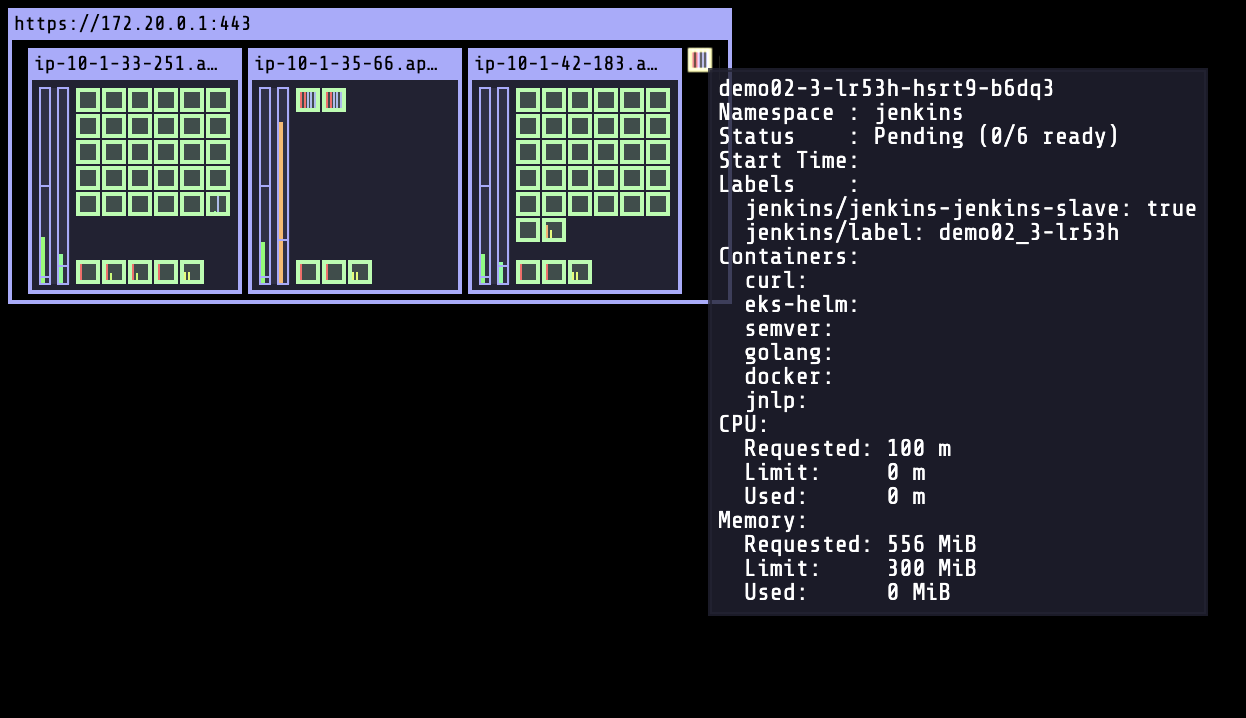 https://172.20.0.1:443
ip-10-1-33-251.a…
ip-10-1-35-66.ap…
ip-10-1-42-183.a…
demo02-3-lr53h-hsrt9-b6dq3
Namespace : jenkins
Status    : Pending (0/6 ready)
Start Time:
Labels    :
  jenkins/jenkins-jenkins-slave: true
  jenkins/label: demo02_3-lr53h
Containers:
  curl:
  eks-helm:
  semver:
  golang:
  docker:
  jnlp:
CPU:
  Requested: 100 m
  Limit:     0 m
  Used:      0 m
Memory:
  Requested: 556 MiB
  Limit:     300 MiB
  Used:      0 MiB